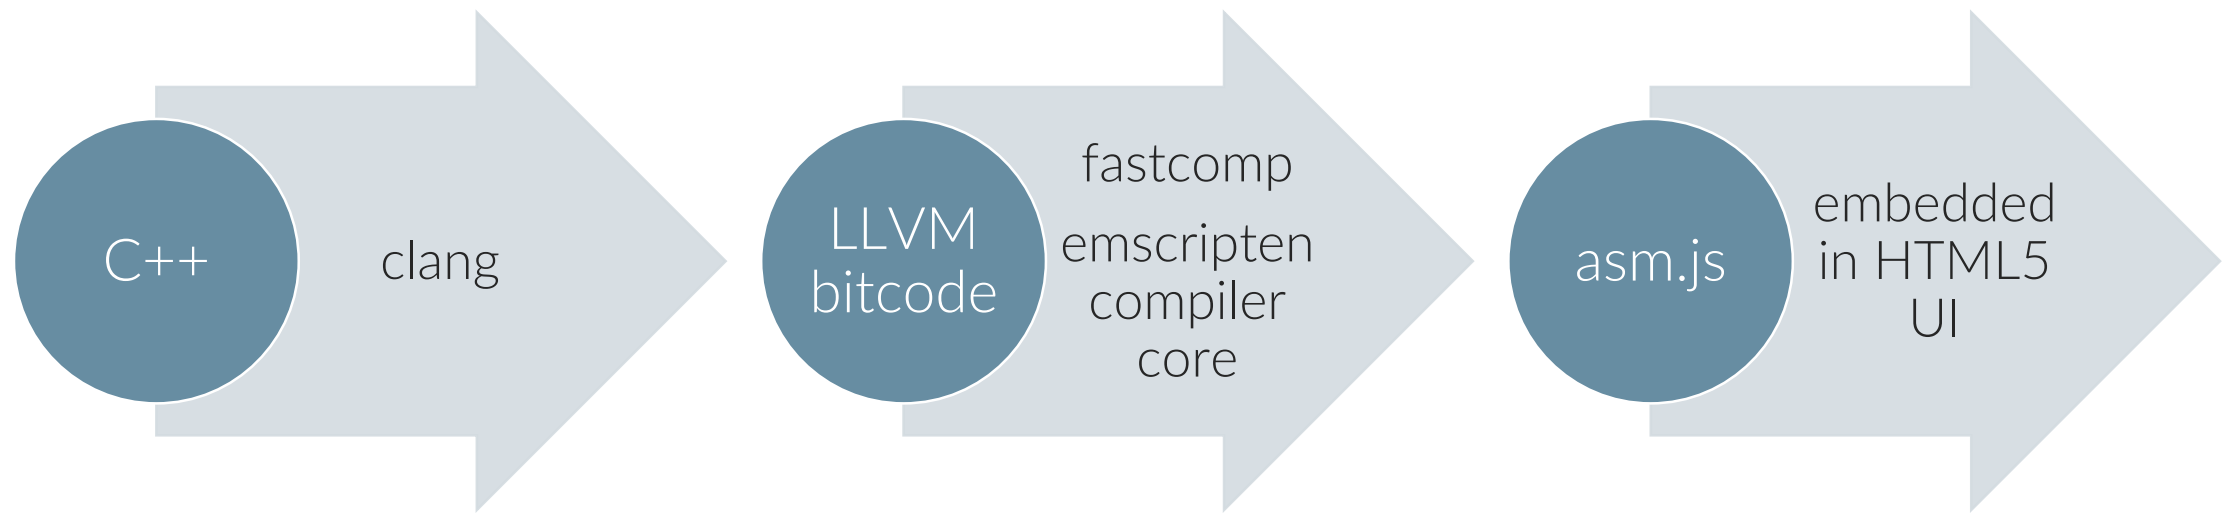 C++
clang
LLVM
bitcode
fastcomp
emscripten
compiler
core
asm.js
embedded
in HTML5
UI